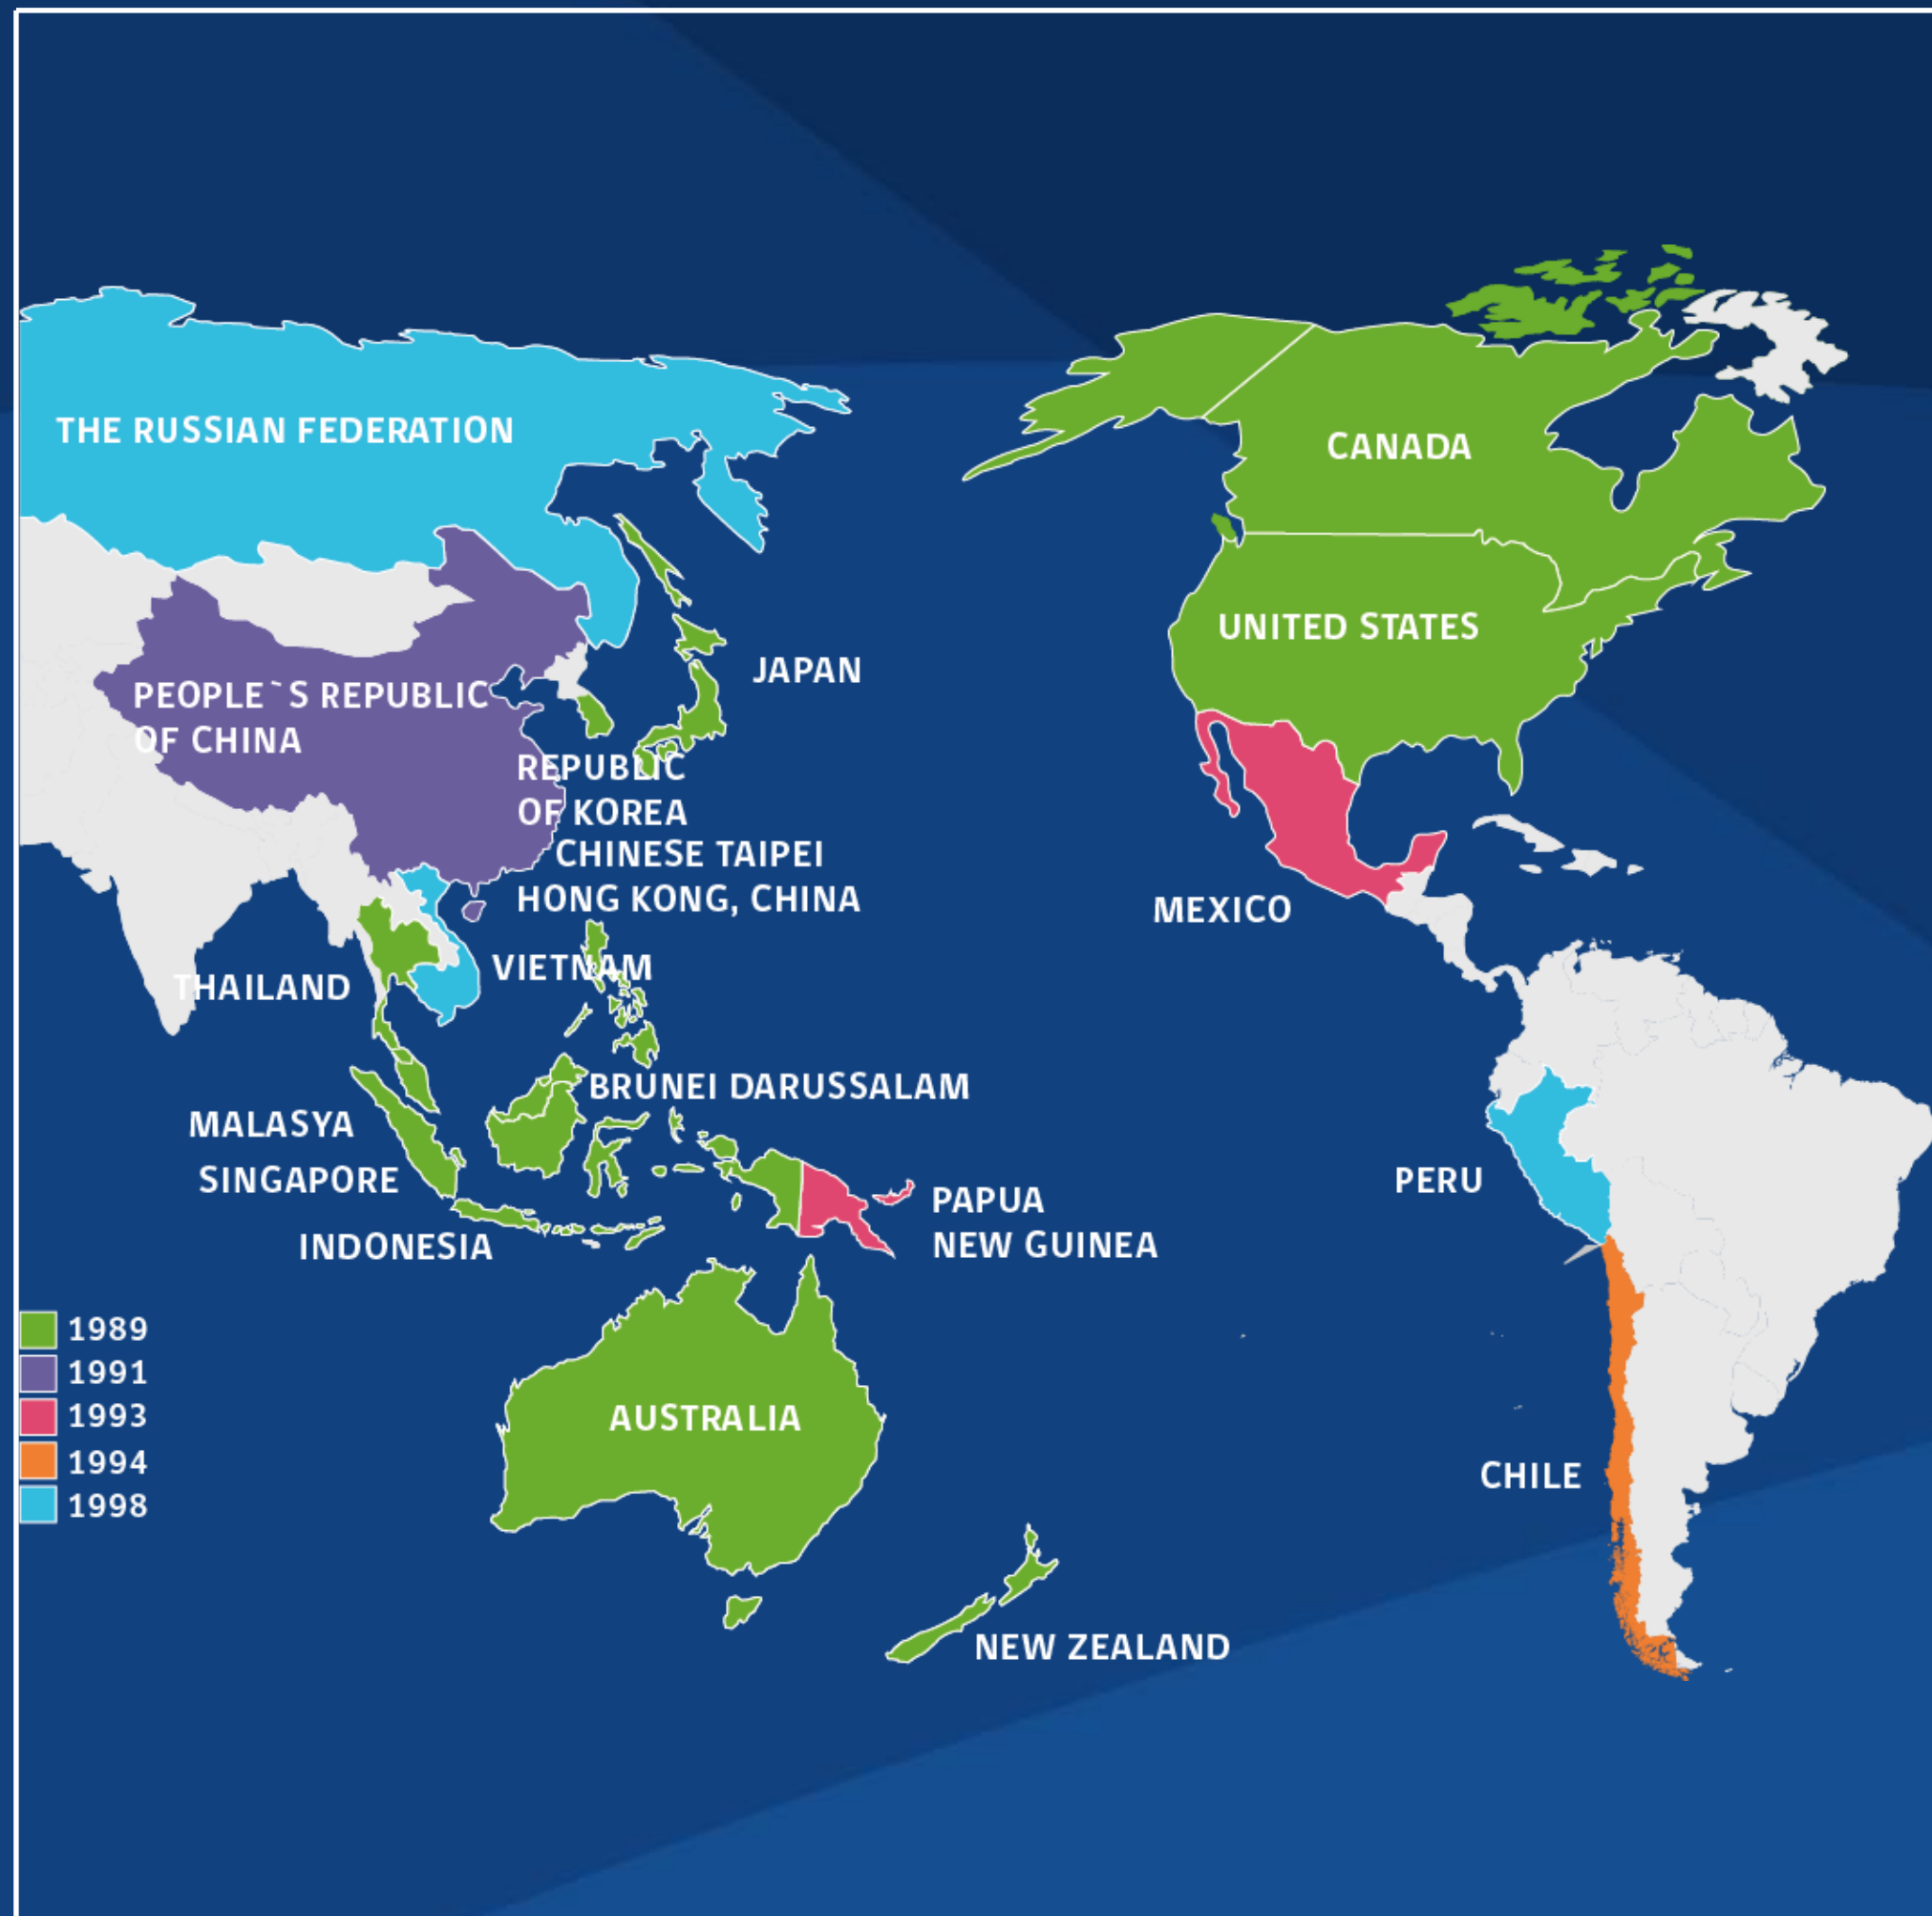 THE RUSSIAN FEDERATION
CANADA
UNITED STATES
JAPAN
PEOPLE`S REPUBLIC
OF CHINA
REPUBLIC
OF KOREA
CHINESE TAIPEI
HONG KONG, CHINA
MEXICO
VIETNAM
THAILAND
BRUNEI DARUSSALAM
MALASYA
SINGAPORE
INDONESIA
PERU
PAPUA
NEW GUINEA
1989
1991
1993
1994
1998
AUSTRALIA
CHILE
NEW ZEALAND